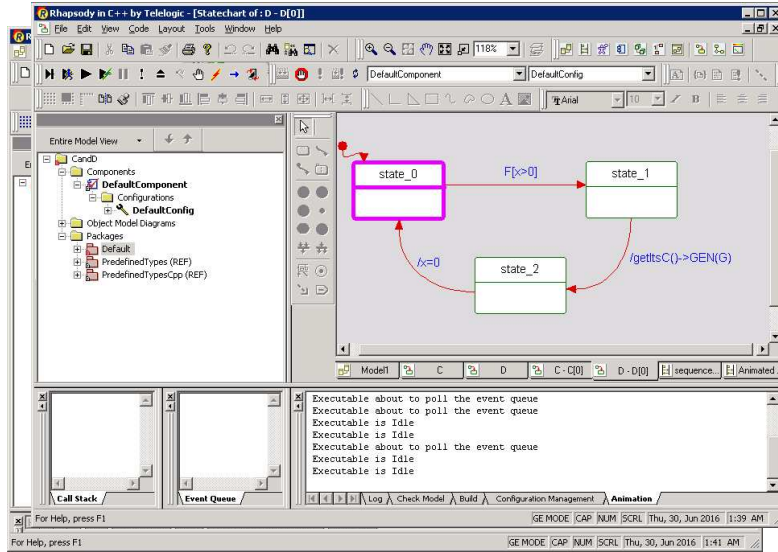 Rhapsody in C++ by Telelogic - [Statechart of : D - D[0]]
File Edit View Code Layout Tools Window Help
118%
DefaultComponent DefaultConfig
Arial 10
Entire Model View
CandD
Components
DefaultComponent
Configurations
DefaultConfig
Object Model Diagrams
Packages
Default
PredefinedTypes (REF)
PredefinedTypesCpp (REF)
state_0 F[x>0] state_1
/x=0 state_2 /getItsC()->GEN(G)
Model1 C D C - C[0] D - D[0] sequence... Animated
Executable about to poll the event queue
Executable about to poll the event queue
Executable is Idle
Executable is Idle
Executable about to poll the event queue
Executable is Idle
Executable is Idle
Call Stack Event Queue Log Check Model Build Configuration Management Animation
For Help, press F1 GE MODE CAP NUM SCRL Thu, 30, Jun 2016 1:39 AM
For Help, press F1 GE MODE CAP NUM SCRL Thu, 30, Jun 2016 1:41 AM